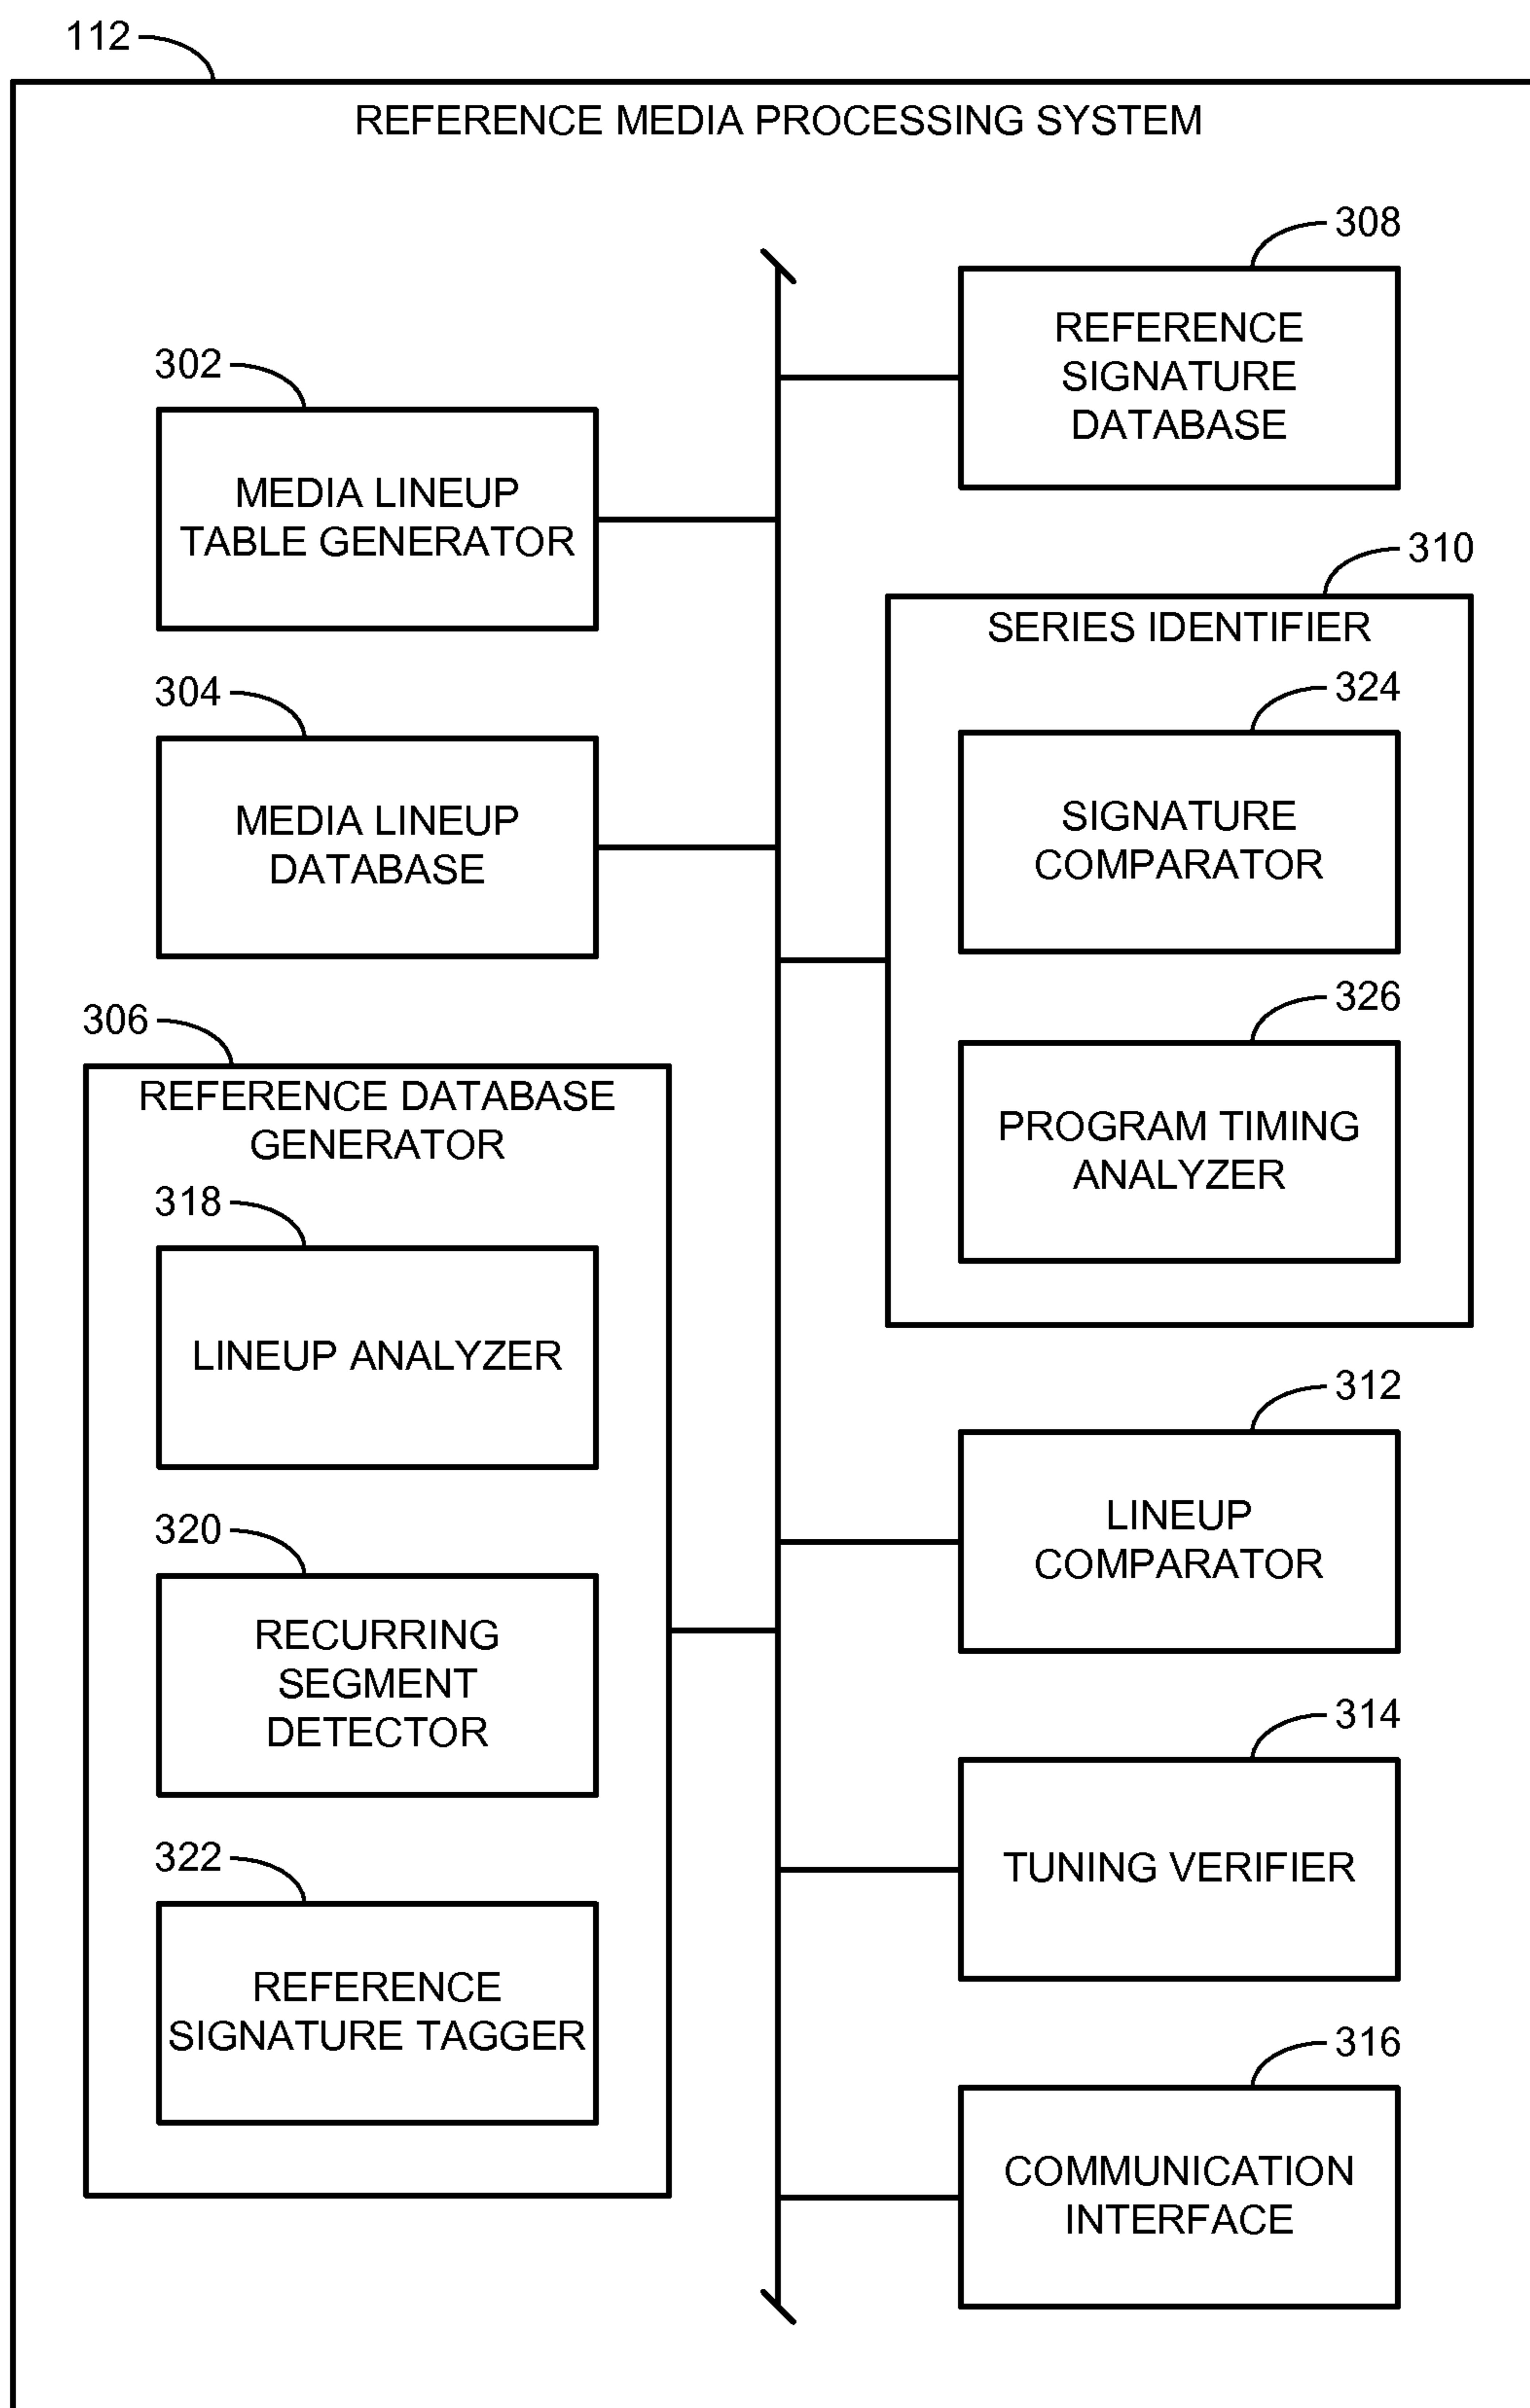 112
REFERENCE MEDIA PROCESSING SYSTEM
302
MEDIA LINEUP
TABLE GENERATOR
304
MEDIA LINEUP
DATABASE
306
REFERENCE DATABASE
GENERATOR
318
LINEUP ANALYZER
320
RECURRING
SEGMENT
DETECTOR
322
REFERENCE
SIGNATURE TAGGER
308
REFERENCE
SIGNATURE
DATABASE
310
SERIES IDENTIFIER
324
SIGNATURE
COMPARATOR
326
PROGRAM TIMING
ANALYZER
312
LINEUP
COMPARATOR
314
TUNING VERIFIER
316
COMMUNICATION
INTERFACE